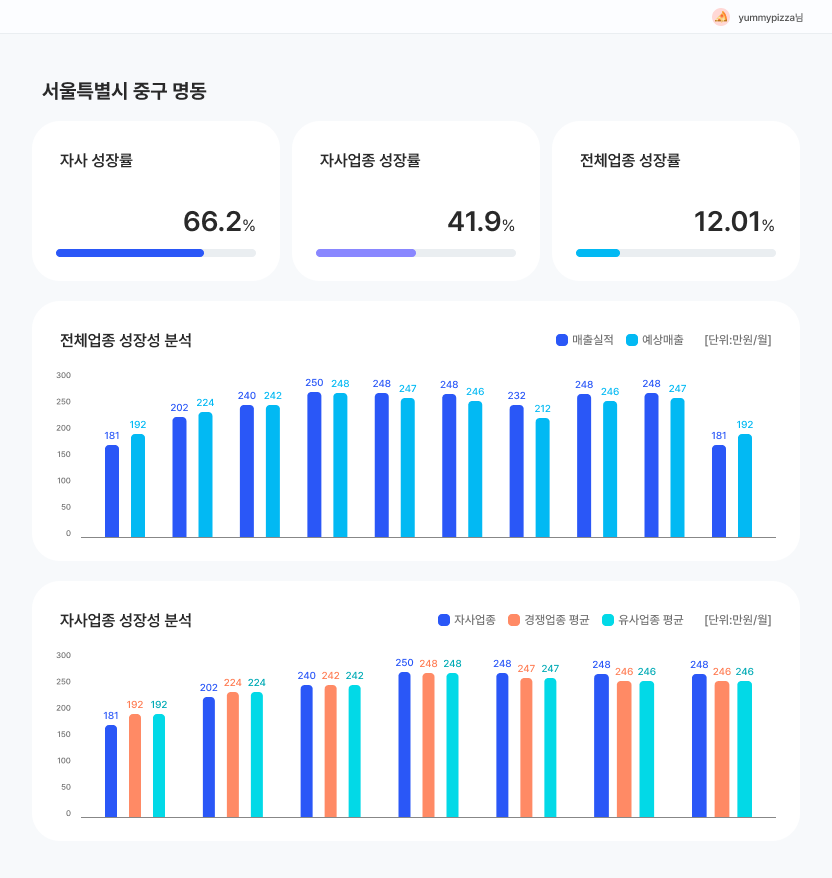 yummypizza님
서울특별시 중구 명동
자사 성장률
66.2%
자사업종 성장률
41.9%
전체업종 성장률
12.01%
전체업종 성장성 분석
매출실적 예상매출 [단위:만원/월]
300
250
200
150
100
50
0
181 192 202 224 240 242 250 248 248 247 248 246 232 212 248 246 248 247 181 192
자사업종 성장성 분석
자사업종 경쟁업종 평균 유사업종 평균 [단위:만원/월]
300
250
200
150
100
50
0
181 192 192 202 224 224 240 242 242 250 248 248 248 247 247 248 246 246 248 246 246